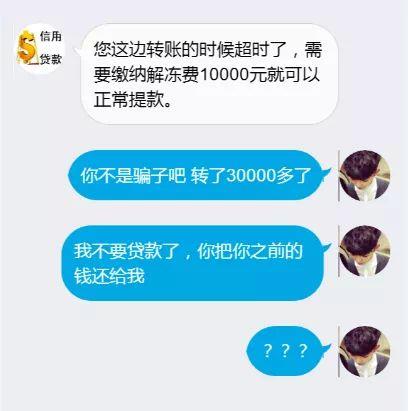 信用
贷款
您这边转账的时候超时了，需
要缴纳解冻费10000元就可以
正常提款。
你不是骗子吧 转了30000多了
我不要贷款了，你把你之前的
钱还给我
？？？